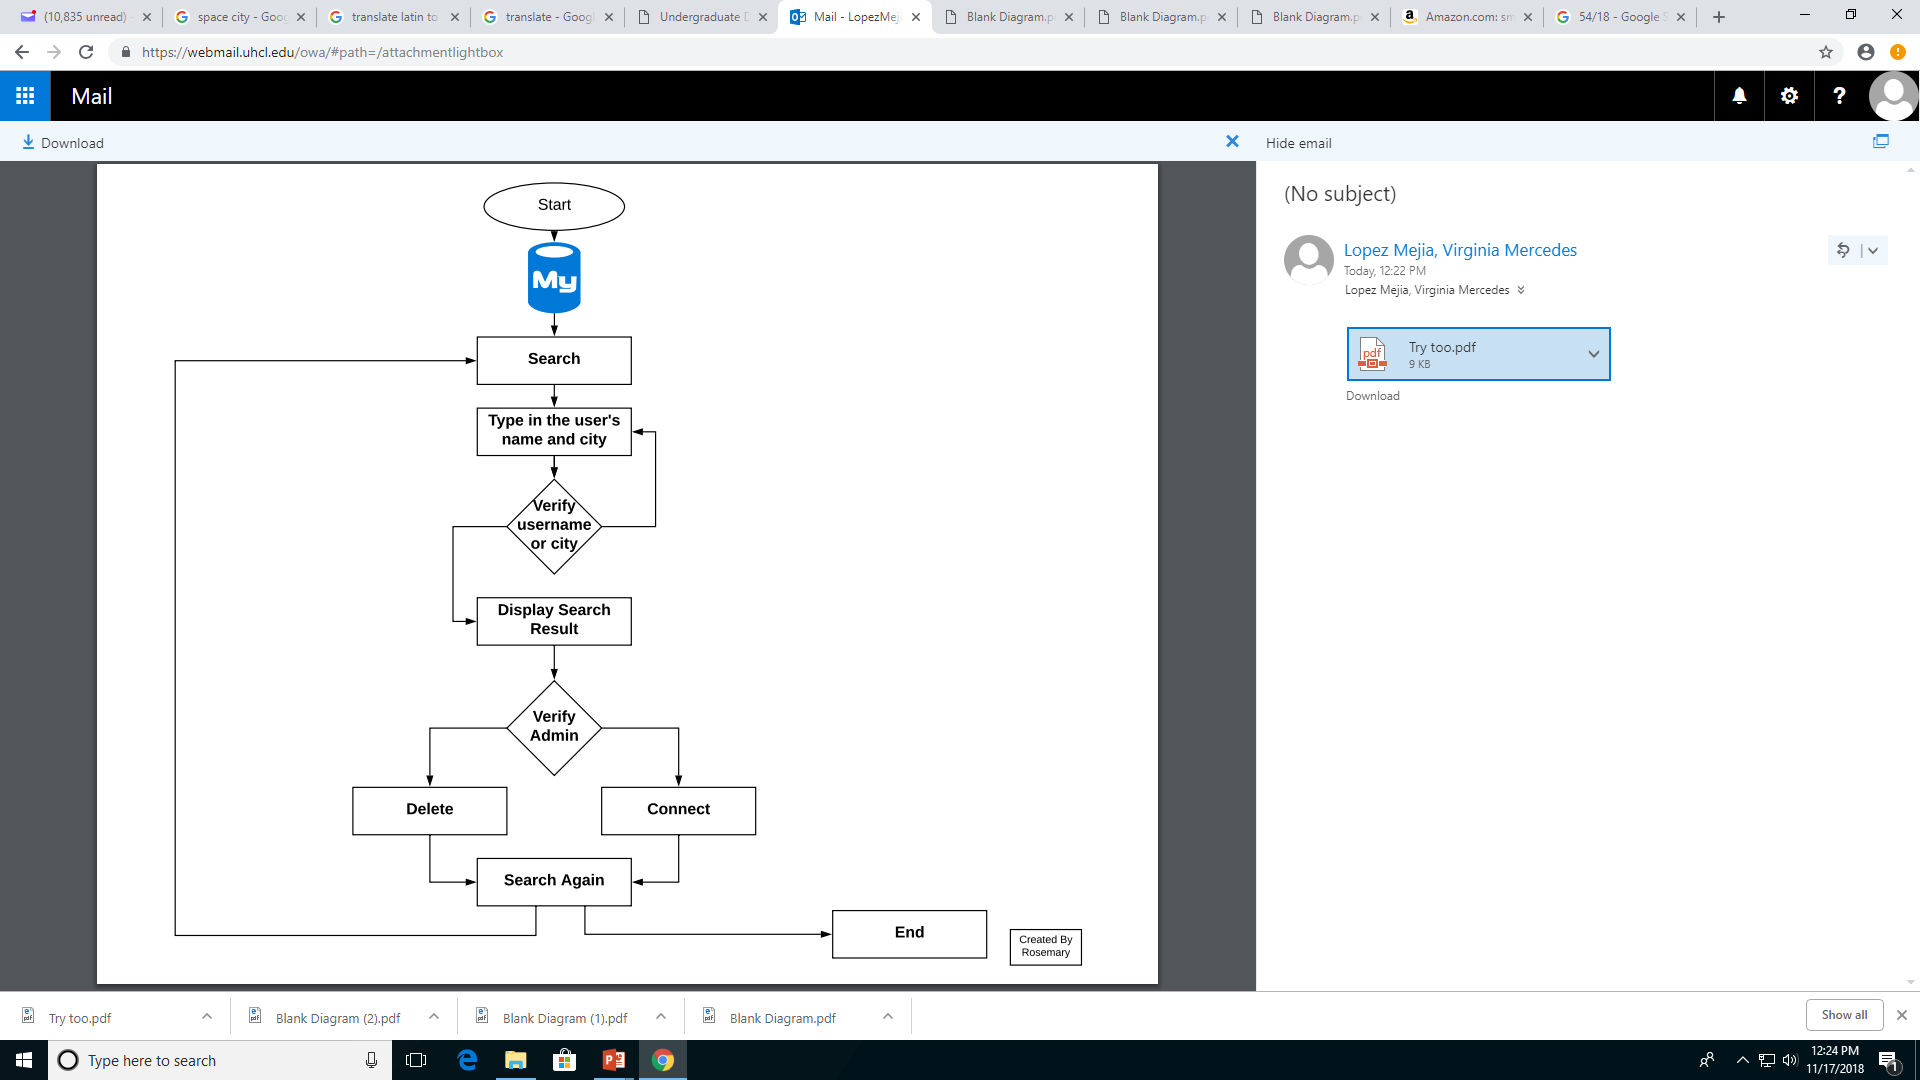 (10,835 unread)
space city - Goog
translate latin to
translate - Googl
Undergraduate D
Mail - LopezMeji
Blank Diagram.p
Blank Diagram.p
Blank Diagram.p
Amazon.com: sm
54/18 - Google S
https://webmail.uhcl.edu/owa/#path=/attachmentlightbox
Mail
Download
Hide email
Start
My
Search
Type in the user's
name and city
Verify
username
or city
Display Search
Result
Verify
Admin
Delete
Connect
Search Again
End
Created By
Rosemary
(No subject)
Lopez Mejia, Virginia Mercedes
Today, 12:22 PM
Lopez Mejia, Virginia Mercedes
pdf
Try too.pdf
9 KB
Download
Try too.pdf
Blank Diagram (2).pdf
Blank Diagram (1).pdf
Blank Diagram.pdf
Show all
Type here to search
12:24 PM
11/17/2018
1